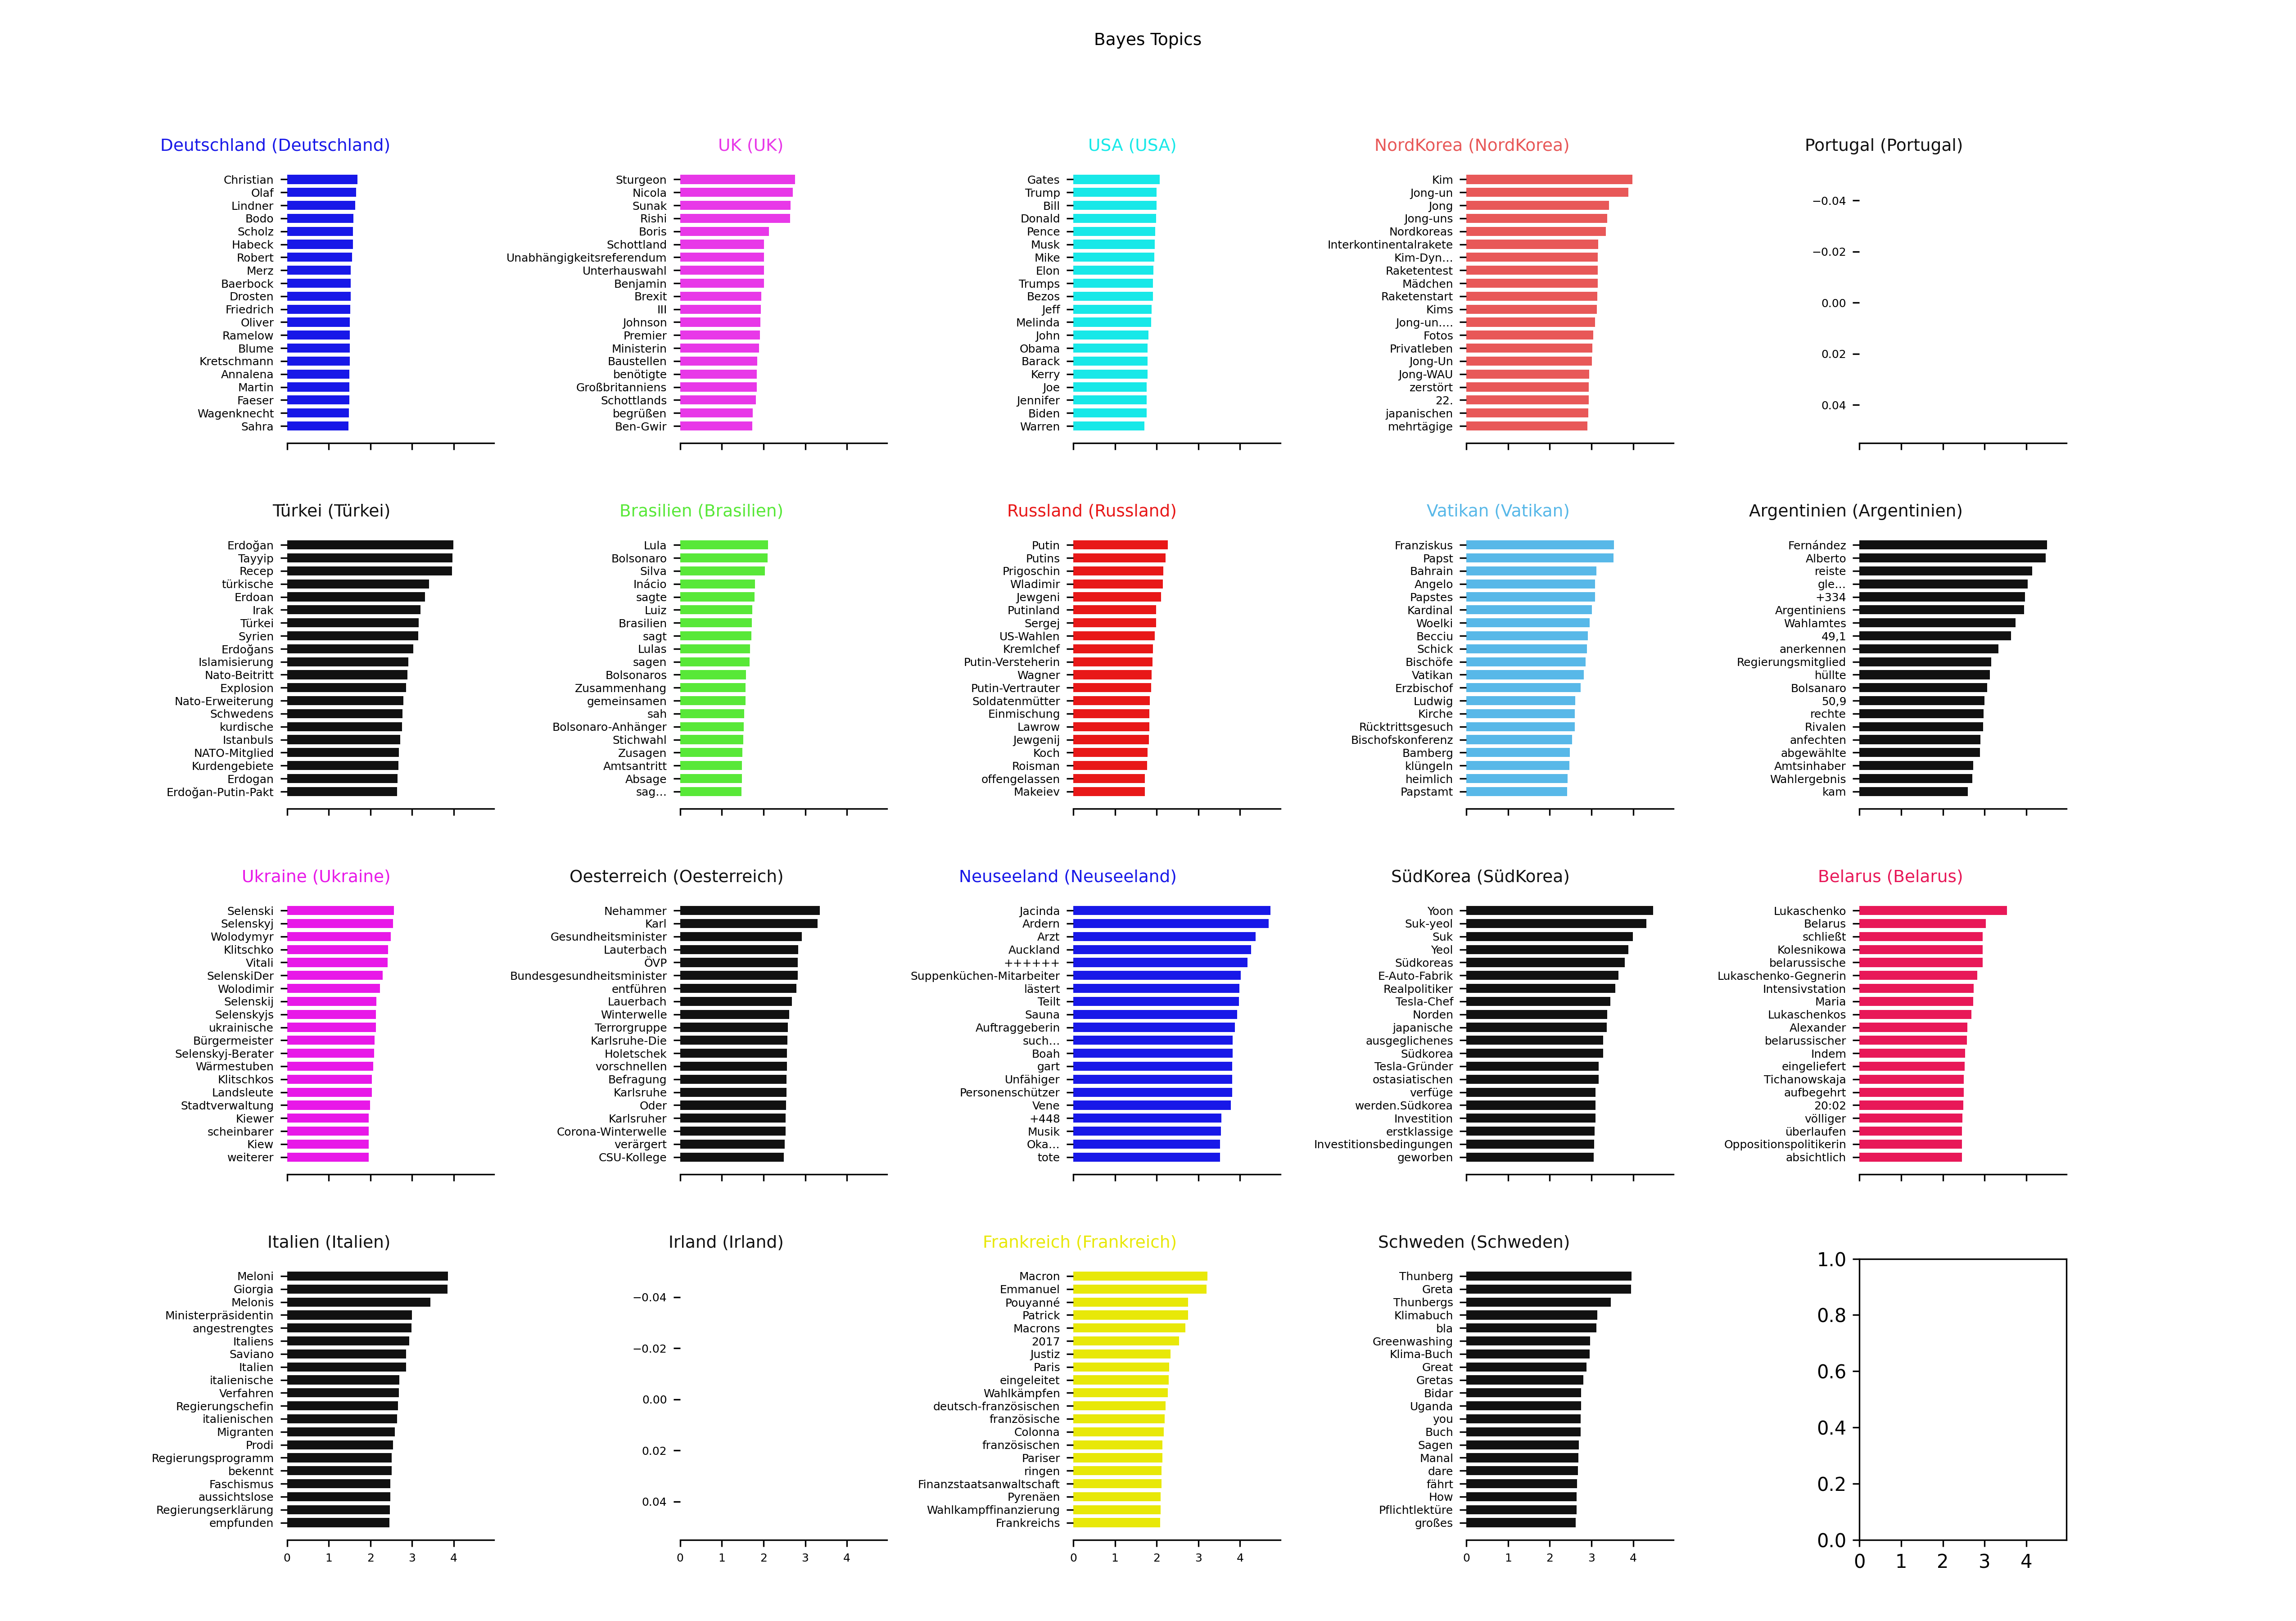 Bayes Topics
Deutschland (Deutschland)
Christian
Olaf
Lindner
Bodo
Scholz
Habeck
Robert
Merz
Baerbock
Drosten
Friedrich
Oliver
Ramelow
Blume
Kretschmann
Annalena
Martin
Faeser
Wagenknecht
Sahra
UK (UK)
Sturgeon
Nicola
Sunak
Rishi
Boris
Schottland
Unabhängigkeitsreferendum
Unterhauswahl
Benjamin
Brexit
III
Johnson
Premier
Ministerin
Baustellen
benötigte
Großbritanniens
Schottlands
begrüßen
Ben-Gwir
USA (USA)
Gates
Trump
Bill
Donald
Pence
Musk
Mike
Elon
Trumps
Bezos
Jeff
Melinda
John
Obama
Barack
Kerry
Joe
Jennifer
Biden
Warren
NordKorea (NordKorea)
Kim
Jong-un
Jong
Jong-uns
Nordkoreas
Interkontinentalrakete
Kim-Dyn...
Raketentest
Mädchen
Raketenstart
Kims
Jong-un....
Fotos
Privatleben
Jong-Un
Jong-WAU
zerstört
22.
japanischen
mehrtägige
Portugal (Portugal)
−0.04
−0.02
0.00
0.02
0.04
Türkei (Türkei)
Erdoğan
Tayyip
Recep
türkische
Erdoan
Irak
Türkei
Syrien
Erdoğans
Islamisierung
Nato-Beitritt
Explosion
Nato-Erweiterung
Schwedens
kurdische
Istanbuls
NATO-Mitglied
Kurdengebiete
Erdogan
Erdoğan-Putin-Pakt
Brasilien (Brasilien)
Lula
Bolsonaro
Silva
Inácio
sagte
Luiz
Brasilien
sagt
Lulas
sagen
Bolsonaros
Zusammenhang
gemeinsamen
sah
Bolsonaro-Anhänger
Stichwahl
Zusagen
Amtsantritt
Absage
sag...
Russland (Russland)
Putin
Putins
Prigoschin
Wladimir
Jewgeni
Putinland
Sergej
US-Wahlen
Kremlchef
Putin-Versteherin
Wagner
Putin-Vertrauter
Soldatenmütter
Einmischung
Lawrow
Jewgenij
Koch
Roisman
offengelassen
Makeiev
Vatikan (Vatikan)
Franziskus
Papst
Bahrain
Angelo
Papstes
Kardinal
Woelki
Becciu
Schick
Bischöfe
Vatikan
Erzbischof
Ludwig
Kirche
Rücktrittsgesuch
Bischofskonferenz
Bamberg
klüngeln
heimlich
Papstamt
Argentinien (Argentinien)
Fernández
Alberto
reiste
gle...
+334
Argentiniens
Wahlamtes
49,1
anerkennen
Regierungsmitglied
hüllte
Bolsanaro
50,9
rechte
Rivalen
anfechten
abgewählte
Amtsinhaber
Wahlergebnis
kam
Ukraine (Ukraine)
Selenski
Selenskyj
Wolodymyr
Klitschko
Vitali
SelenskiDer
Wolodimir
Selenskij
Selenskyjs
ukrainische
Bürgermeister
Selenskyj-Berater
Wärmestuben
Klitschkos
Landsleute
Stadtverwaltung
Kiewer
scheinbarer
Kiew
weiterer
Oesterreich (Oesterreich)
Nehammer
Karl
Gesundheitsminister
Lauterbach
ÖVP
Bundesgesundheitsminister
entführen
Lauerbach
Winterwelle
Terrorgruppe
Karlsruhe-Die
Holetschek
vorschnellen
Befragung
Karlsruhe
Oder
Karlsruher
Corona-Winterwelle
verärgert
CSU-Kollege
Neuseeland (Neuseeland)
Jacinda
Ardern
Arzt
Auckland
++++++
Suppenküchen-Mitarbeiter
lästert
Teilt
Sauna
Auftraggeberin
such...
Boah
gart
Unfähiger
Personenschützer
Vene
+448
Musik
Oka...
tote
SüdKorea (SüdKorea)
Yoon
Suk-yeol
Suk
Yeol
Südkoreas
E-Auto-Fabrik
Realpolitiker
Tesla-Chef
Norden
japanische
ausgeglichenes
Südkorea
Tesla-Gründer
ostasiatischen
verfüge
werden.Südkorea
Investition
erstklassige
Investitionsbedingungen
geworben
Belarus (Belarus)
Lukaschenko
Belarus
schließt
Kolesnikowa
belarussische
Lukaschenko-Gegnerin
Intensivstation
Maria
Lukaschenkos
Alexander
belarussischer
Indem
eingeliefert
Tichanowskaja
aufbegehrt
20:02
völliger
überlaufen
Oppositionspolitikerin
absichtlich
Italien (Italien)
Meloni
Giorgia
Melonis
Ministerpräsidentin
angestrengtes
Italiens
Saviano
Italien
italienische
Verfahren
Regierungschefin
italienischen
Migranten
Prodi
Regierungsprogramm
bekennt
Faschismus
aussichtslose
Regierungserklärung
empfunden
0 1 2 3 4
Irland (Irland)
−0.04
−0.02
0.00
0.02
0.04
0 1 2 3 4
Frankreich (Frankreich)
Macron
Emmanuel
Pouyanné
Patrick
Macrons
2017
Justiz
Paris
eingeleitet
Wahlkämpfen
deutsch-französischen
französische
Colonna
französischen
Pariser
ringen
Finanzstaatsanwaltschaft
Pyrenäen
Wahlkampffinanzierung
Frankreichs
0 1 2 3 4
Schweden (Schweden)
Thunberg
Greta
Thunbergs
Klimabuch
bla
Greenwashing
Klima-Buch
Great
Gretas
Bidar
Uganda
you
Buch
Sagen
Manal
dare
fährt
How
Pflichtlektüre
großes
0 1 2 3 4
1.0
0.8
0.6
0.4
0.2
0.0
0 1 2 3 4